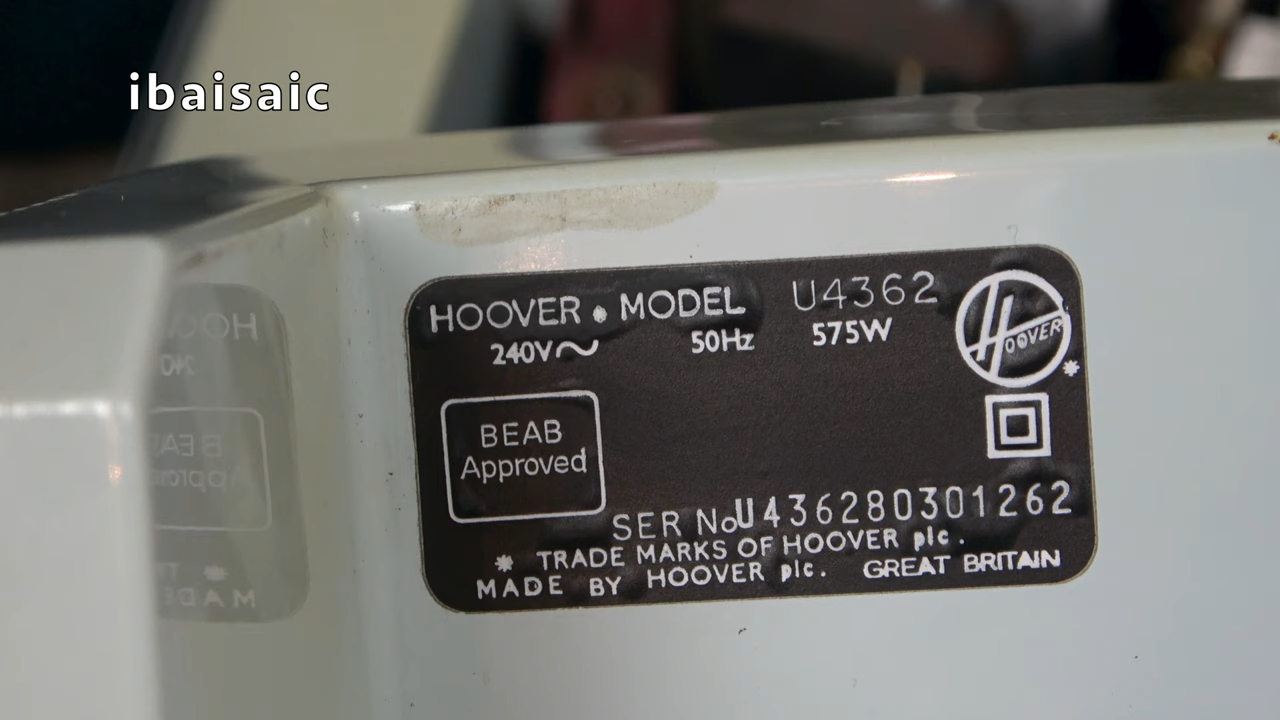 ibaisaic
HOOVER * MODEL U4362
240V~ 50Hz 575W
HOOVER *
BEAB
Approved
SER No U436280301262
* TRADE MARKS OF HOOVER plc.
MADE BY HOOVER plc. GREAT BRITAIN